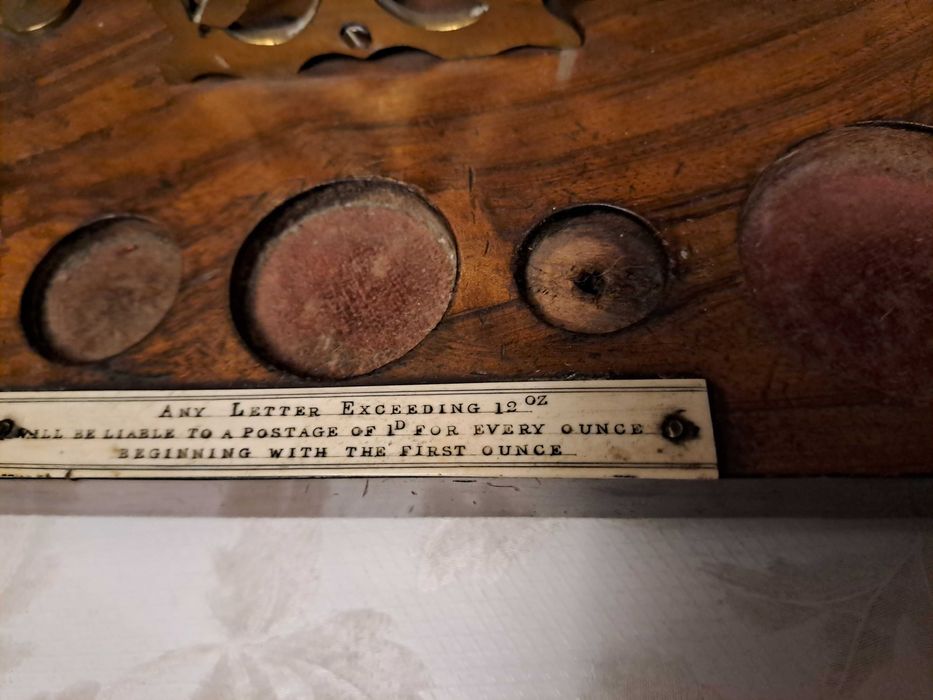 Any Letter Exceeding 12 oz
will be liable to a postage of 1D for every ounce
beginning with the first ounce